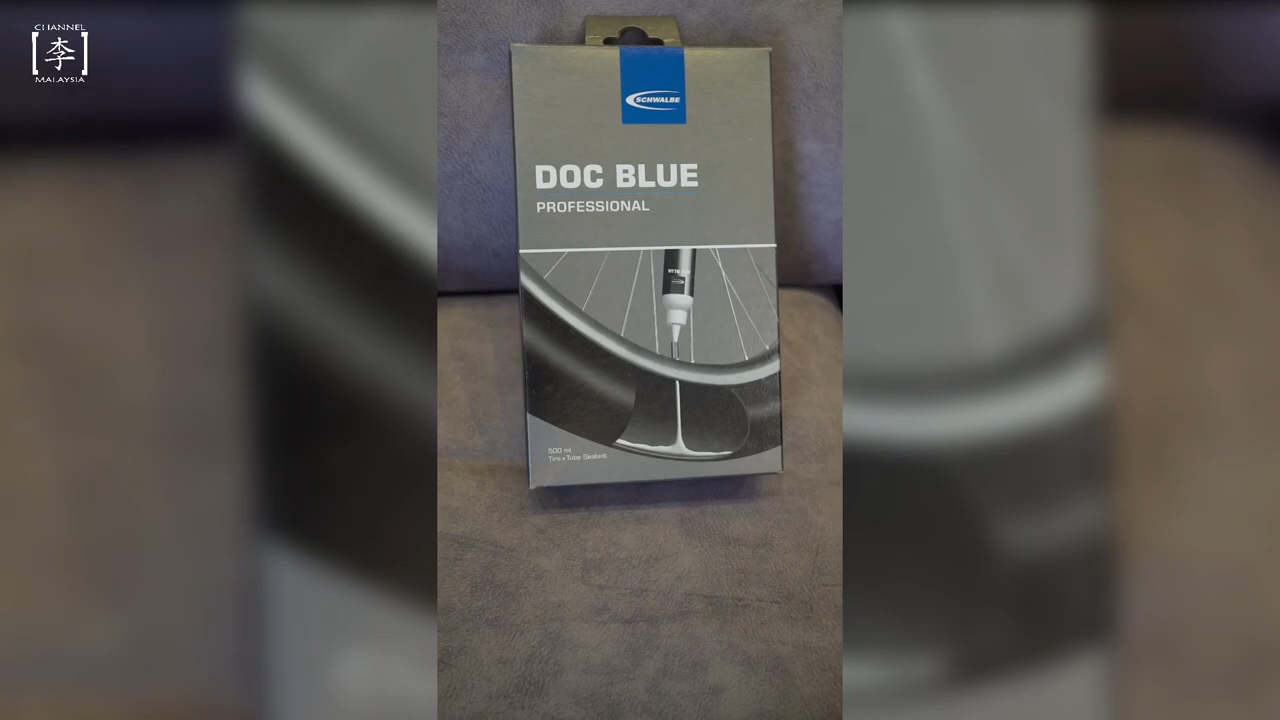 CHANNEL
李
MALAYSIA
SCHWALBE
DOC BLUE
PROFESSIONAL
500 ml
Tire + Tube Sealant